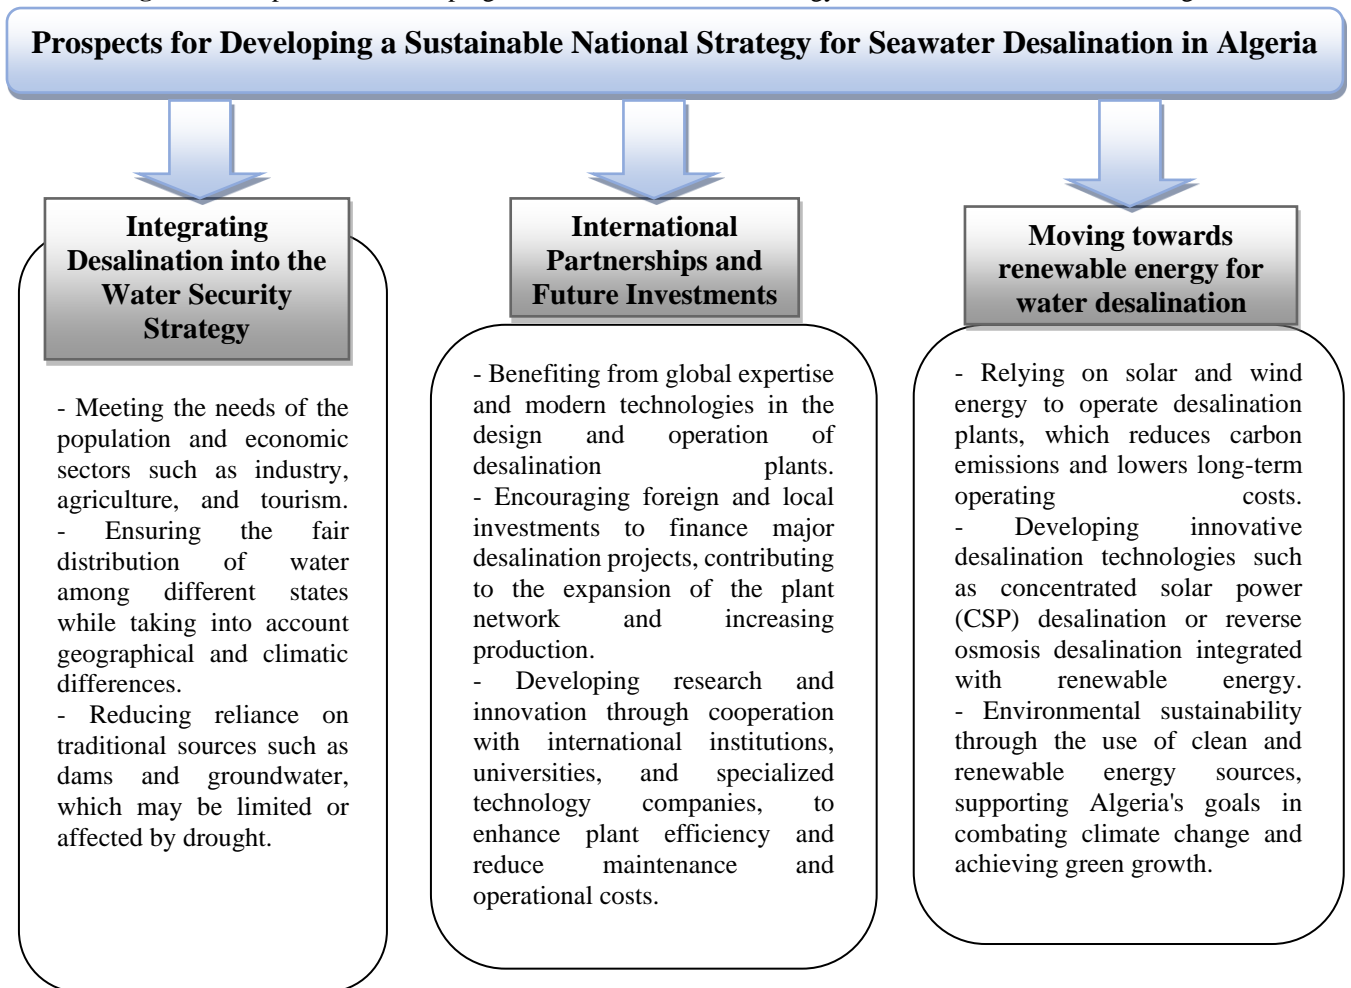 Prospects for Developing a Sustainable National Strategy for Seawater Desalination in Algeria
Integrating
Desalination into the
Water Security
Strategy
- Meeting the needs of the
population and economic
sectors such as industry,
agriculture, and tourism.
- Ensuring the fair
distribution of water
among different states
while taking into account
geographical and climatic
differences.
- Reducing reliance on
traditional sources such as
dams and groundwater,
which may be limited or
affected by drought.
International
Partnerships and
Future Investments
- Benefiting from global expertise
and modern technologies in the
design and operation of
desalination plants.
- Encouraging foreign and local
investments to finance major
desalination projects, contributing
to the expansion of the plant
network and increasing
production.
- Developing research and
innovation through cooperation
with international institutions,
universities, and specialized
technology companies, to
enhance plant efficiency and
reduce maintenance and
operational costs.
Moving towards
renewable energy for
water desalination
- Relying on solar and wind
energy to operate desalination
plants, which reduces carbon
emissions and lowers long-term
operating costs.
- Developing innovative
desalination technologies such
as concentrated solar power
(CSP) desalination or reverse
osmosis desalination integrated
with renewable energy.
- Environmental sustainability
through the use of clean and
renewable energy sources,
supporting Algeria's goals in
combating climate change and
achieving green growth.